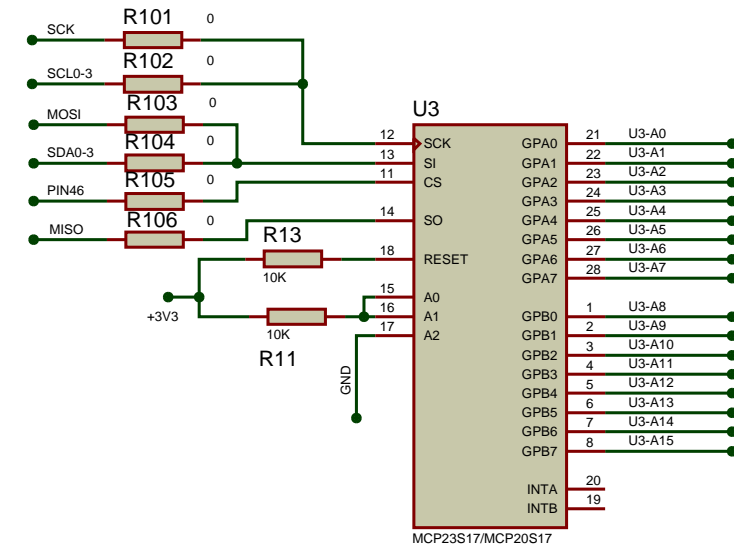 R101
0
SCK
R102
0
SCL0-3
R103
0
MOSI
R104
0
SDA0-3
R105
0
PIN46
R106
0
MISO
R13
10K
+3V3
10K
R11
GND
U3
12
SCK
13
SI
11
CS
14
SO
18
RESET
15
A0
16
A1
17
A2
GPA0
21
U3-A0
GPA1
22
U3-A1
GPA2
23
U3-A2
GPA3
24
U3-A3
GPA4
25
U3-A4
GPA5
26
U3-A5
GPA6
27
U3-A6
GPA7
28
U3-A7
GPB0
1
U3-A8
GPB1
2
U3-A9
GPB2
3
U3-A10
GPB3
4
U3-A11
GPB4
5
U3-A12
GPB5
6
U3-A13
GPB6
7
U3-A14
GPB7
8
U3-A15
INTA
20
INTB
19
MCP23S17/MCP20S17